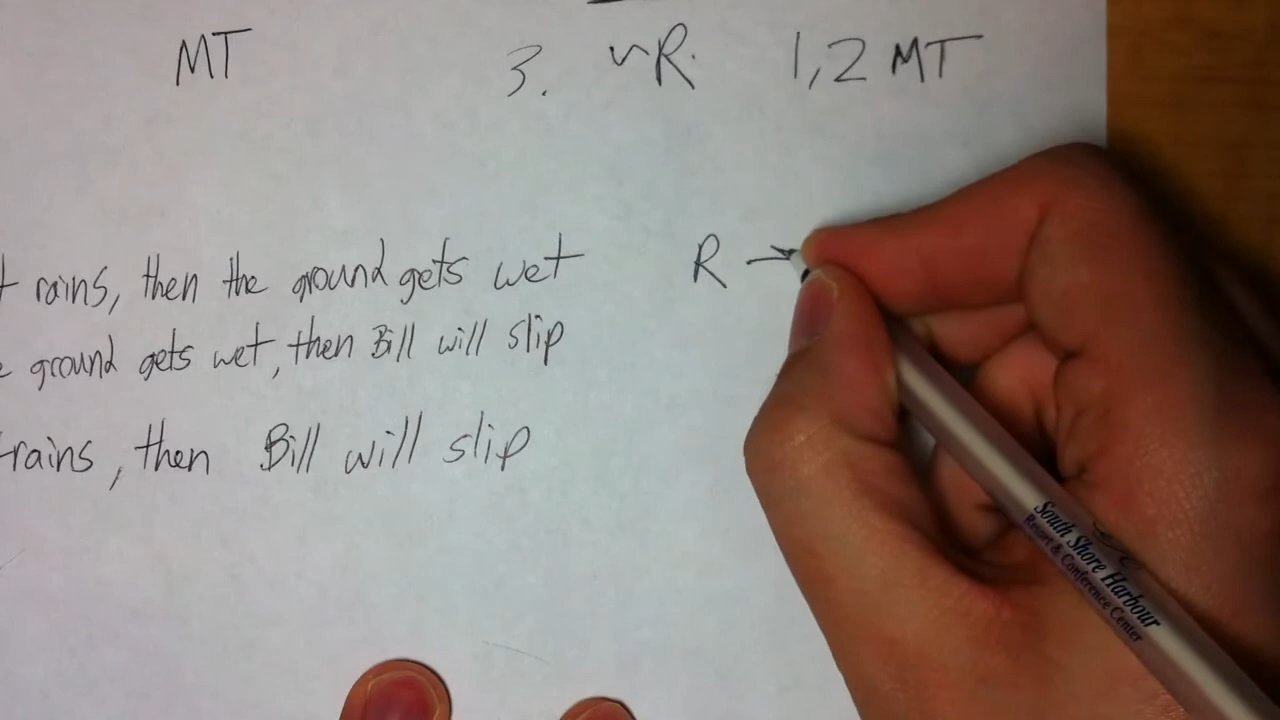 MT 3. ~R. 1,2 MT
rains, then the ground gets wet R →
ground gets wet, then Bill will slip
rains, then Bill will slip
South Shore Harbour
Resort & Conference Center